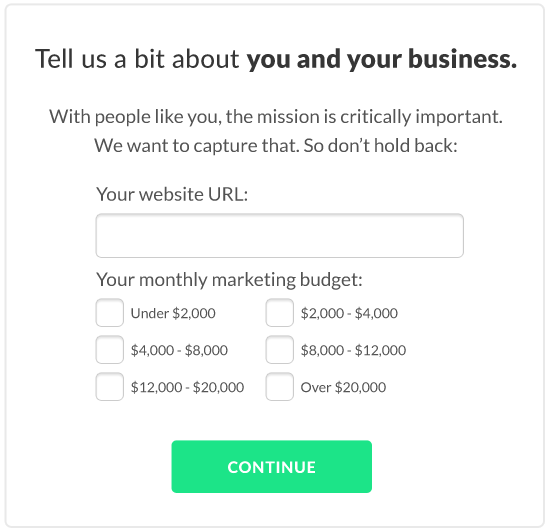 Tell us a bit about you and your business.
With people like you, the mission is critically important.
We want to capture that. So don’t hold back:
Your website URL:
Your monthly marketing budget:
Under $2,000
$2,000 - $4,000
$4,000 - $8,000
$8,000 - $12,000
$12,000 - $20,000
Over $20,000
CONTINUE